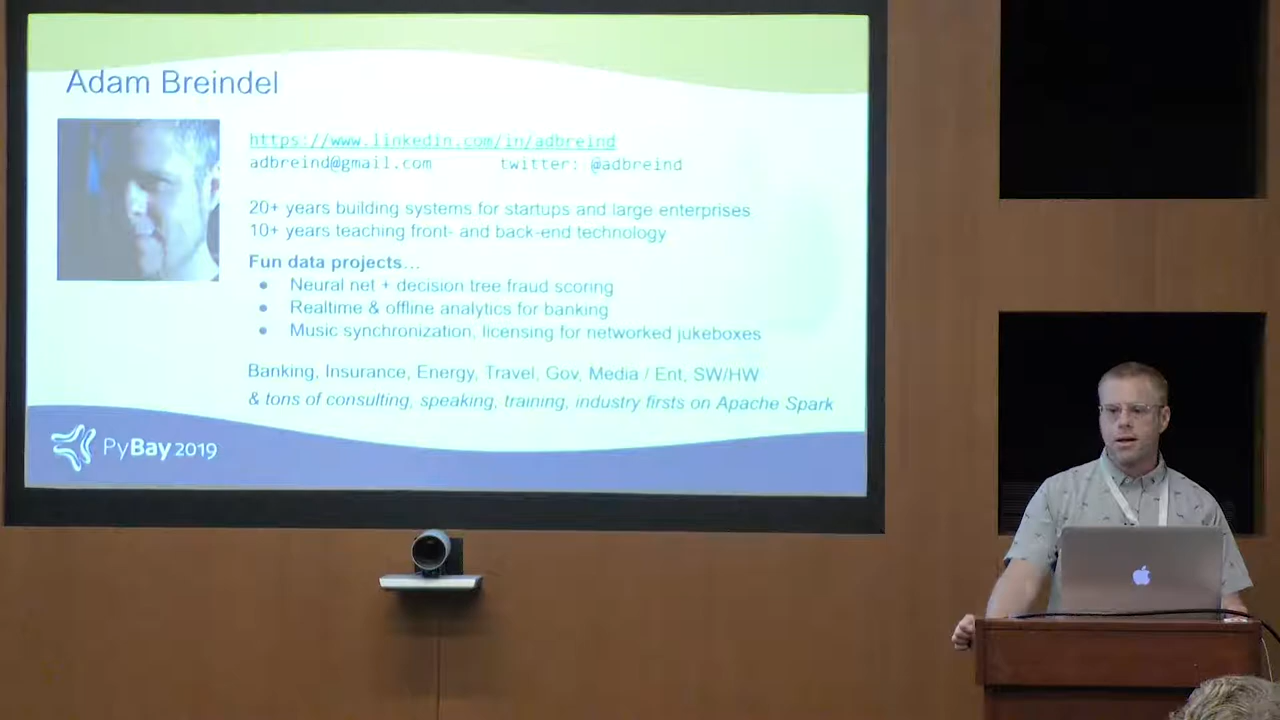 Adam Breindel
https://www.linkedin.com/in/adbreind
adbreind@gmail.com twitter: @adbreind
20+ years building systems for startups and large enterprises
10+ years teaching front- and back-end technology
Fun data projects...
● Neural net + decision tree fraud scoring
● Realtime & offline analytics for banking
● Music synchronization, licensing for networked jukeboxes
Banking, Insurance, Energy, Travel, Gov, Media / Ent, SW/HW
& tons of consulting, speaking, training, industry firsts on Apache Spark
PyBay 2019